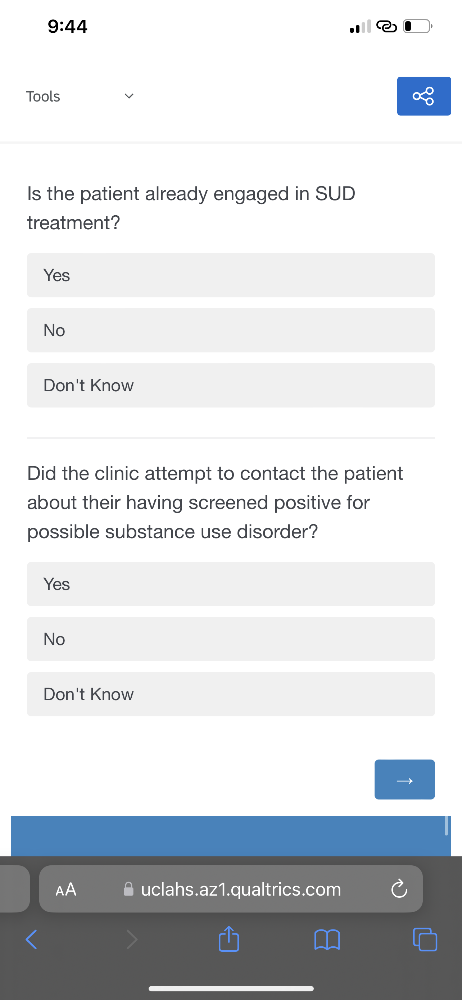 9:44
Tools
Is the patient already engaged in SUD
treatment?
Yes
No
Don't Know
Did the clinic attempt to contact the patient
about their having screened positive for
possible substance use disorder?
Yes
No
Don't Know
→
AA uclahs.az1.qualtrics.com